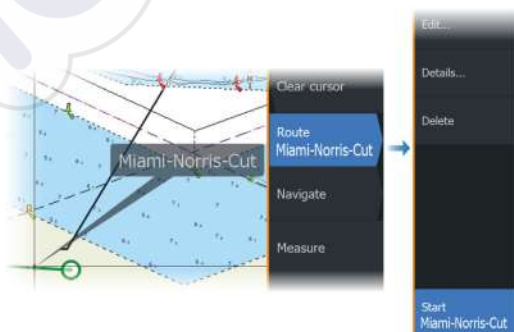 Edit...
Clear cursor
Details...
Route
Miami-Norris-Cut
Delete
Miami-Norris-Cut
Navigate
Measure
Start
Miami-Norris-Cut